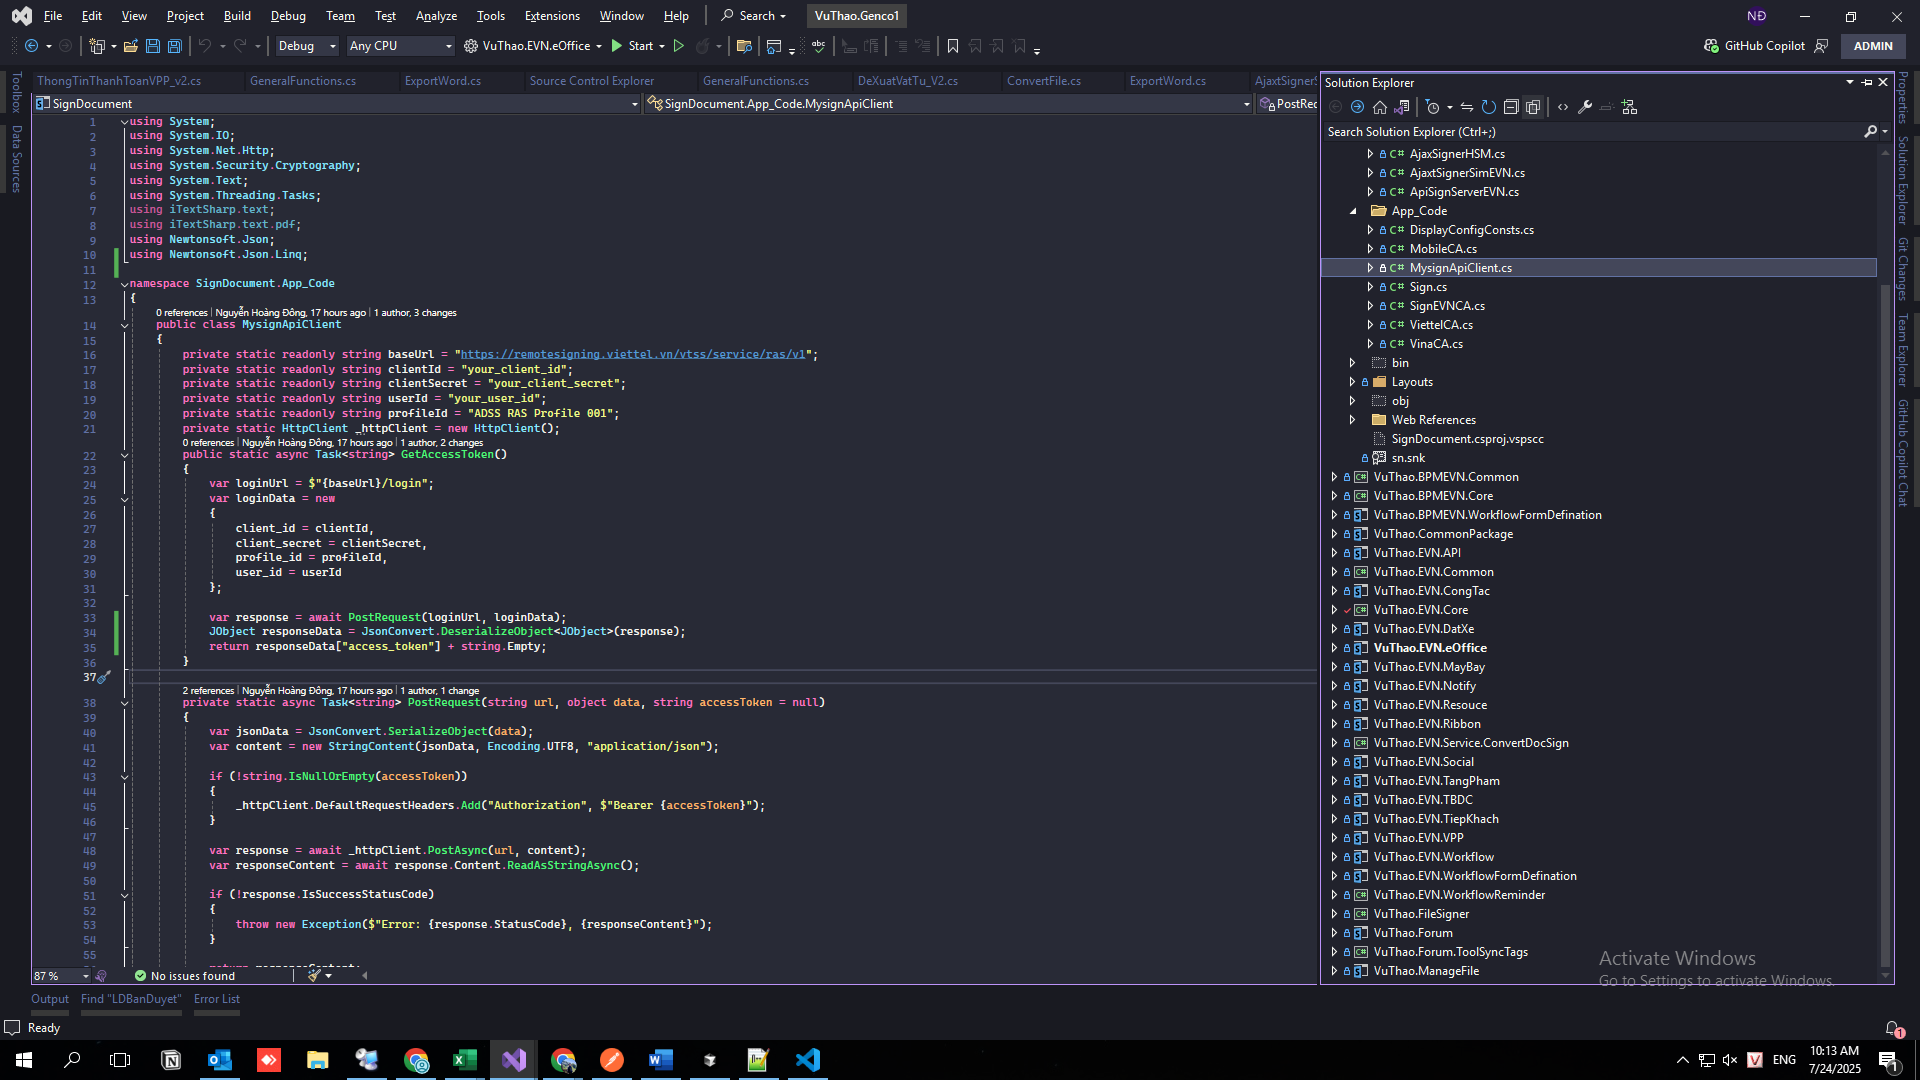 File Edit View Project Build Debug Team Test Analyze Tools Extensions Window Help Search VuThao.Genco1 NĐ
Debug Any CPU VuThao.EVN.eOffice Start GitHub Copilot ADMIN
ThongTinThanhToanVPP_v2.cs GeneralFunctions.cs ExportWord.cs Source Control Explorer GeneralFunctions.cs DeXuatVatTu_V2.cs ConvertFile.cs ExportWord.cs AjaxtSignerS
SignDocument SignDocument.App_Code.MysignApiClient PostRec
Toolbox
Data Sources
1 using System;
2 using System.IO;
3 using System.Net.Http;
4 using System.Security.Cryptography;
5 using System.Text;
6 using System.Threading.Tasks;
7 using iTextSharp.text;
8 using iTextSharp.text.pdf;
9 using Newtonsoft.Json;
10 using Newtonsoft.Json.Linq;
11
12 namespace SignDocument.App_Code
13 {
0 references | Nguyễn Hoàng Đông, 17 hours ago | 1 author, 3 changes
14 public class MysignApiClient
15 {
16 private static readonly string baseUrl = "https://remotesigning.viettel.vn/vtss/service/ras/v1";
17 private static readonly string clientId = "your_client_id";
18 private static readonly string clientSecret = "your_client_secret";
19 private static readonly string userId = "your_user_id";
20 private static readonly string profileId = "ADSS RAS Profile 001";
21 private static HttpClient _httpClient = new HttpClient();
0 references | Nguyễn Hoàng Đông, 17 hours ago | 1 author, 2 changes
22 public static async Task<string> GetAccessToken()
23 {
24 var loginUrl = $"{baseUrl}/login";
25 var loginData = new
26 {
27 client_id = clientId,
28 client_secret = clientSecret,
29 profile_id = profileId,
30 user_id = userId
31 };
32
33 var response = await PostRequest(loginUrl, loginData);
34 JObject responseData = JsonConvert.DeserializeObject<JObject>(response);
35 return responseData["access_token"] + string.Empty;
36 }
37
2 references | Nguyễn Hoàng Đông, 17 hours ago | 1 author, 1 change
38 private static async Task<string> PostRequest(string url, object data, string accessToken = null)
39 {
40 var jsonData = JsonConvert.SerializeObject(data);
41 var content = new StringContent(jsonData, Encoding.UTF8, "application/json");
42
43 if (!string.IsNullOrEmpty(accessToken))
44 {
45 _httpClient.DefaultRequestHeaders.Add("Authorization", $"Bearer {accessToken}");
46 }
47
48 var response = await _httpClient.PostAsync(url, content);
49 var responseContent = await response.Content.ReadAsStringAsync();
50
51 if (!response.IsSuccessStatusCode)
52 {
53 throw new Exception($"Error: {response.StatusCode}, {responseContent}");
54 }
55
87 % No issues found
Output Find "LDBanDuyet" Error List
Ready
Solution Explorer
Search Solution Explorer (Ctrl+;)
C# AjaxSignerHSM.cs
C# AjaxtSignerSimEVN.cs
C# ApiSignServerEVN.cs
App_Code
C# DisplayConfigConsts.cs
C# MobileCA.cs
C# MysignApiClient.cs
C# Sign.cs
C# SignEVNCA.cs
C# ViettelCA.cs
C# VinaCA.cs
bin
Layouts
obj
Web References
SignDocument.csproj.vspscc
sn.snk
VuThao.BPMEVN.Common
VuThao.BPMEVN.Core
VuThao.BPMEVN.WorkflowFormDefination
VuThao.CommonPackage
VuThao.EVN.API
VuThao.EVN.Common
VuThao.EVN.CongTac
VuThao.EVN.Core
VuThao.EVN.DatXe
VuThao.EVN.eOffice
VuThao.EVN.MayBay
VuThao.EVN.Notify
VuThao.EVN.Resouce
VuThao.EVN.Ribbon
VuThao.EVN.Service.ConvertDocSign
VuThao.EVN.Social
VuThao.EVN.TangPham
VuThao.EVN.TBDC
VuThao.EVN.TiepKhach
VuThao.EVN.VPP
VuThao.EVN.Workflow
VuThao.EVN.WorkflowFormDefination
VuThao.EVN.WorkflowReminder
VuThao.FileSigner
VuThao.Forum
VuThao.Forum.ToolSyncTags
VuThao.ManageFile
Properties
Solution Explorer
Git Changes
Team Explorer
GitHub Copilot Chat
Activate Windows
Go to Settings to activate Windows.
ENG
10:13 AM
7/24/2025